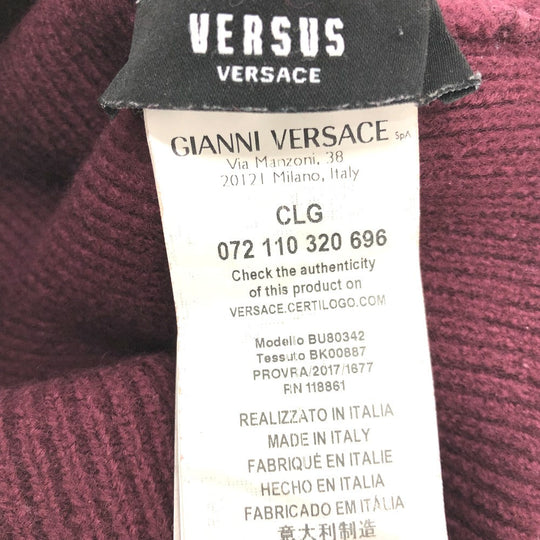 VERSUS
VERSACE
GIANNI VERSACE SpA
Via Manzoni, 38
20121 Milano, Italy
CLG
072 110 320 696
Check the authenticity
of this product on
VERSACE.CERTILOGO.COM
Modello BU80342
Tessuto BK00887
PROVRA/2017/1677
RN 118861
REALIZZATO IN ITALIA
MADE IN ITALY
FABRIQUÉ EN ITALIE
HECHO EN ITALIA
FABRICADO EM ITÁLIA
意大利制造